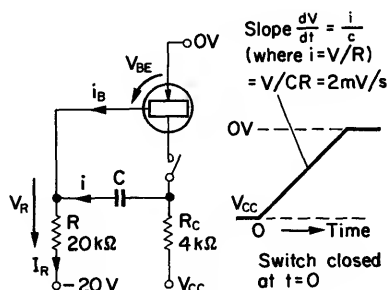 0V
V_BE
i_B
i
C
V_R
R
20kΩ
I_R
-20V
R_C
4kΩ
V_CC
Slope dV/dt = i/c
(where i=V/R)
=V/CR=2mV/s
0V
V_CC
0 → Time
Switch closed
at t=0